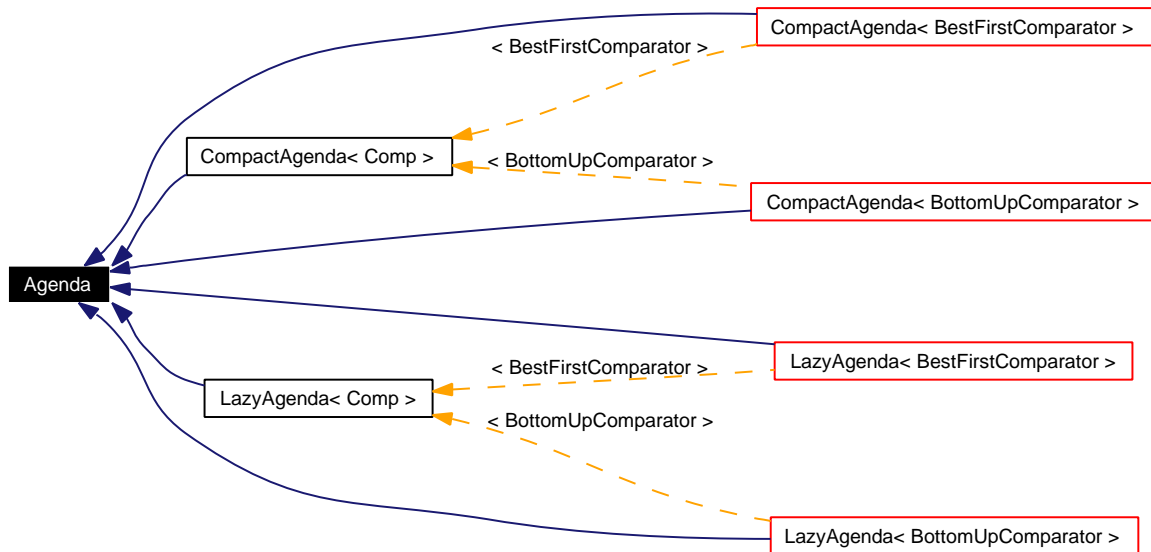 CompactAgenda< BestFirstComparator >
< BestFirstComparator >
CompactAgenda< Comp >
< BottomUpComparator >
CompactAgenda< BottomUpComparator >
Agenda
LazyAgenda< BestFirstComparator >
< BestFirstComparator >
LazyAgenda< Comp >
< BottomUpComparator >
LazyAgenda< BottomUpComparator >